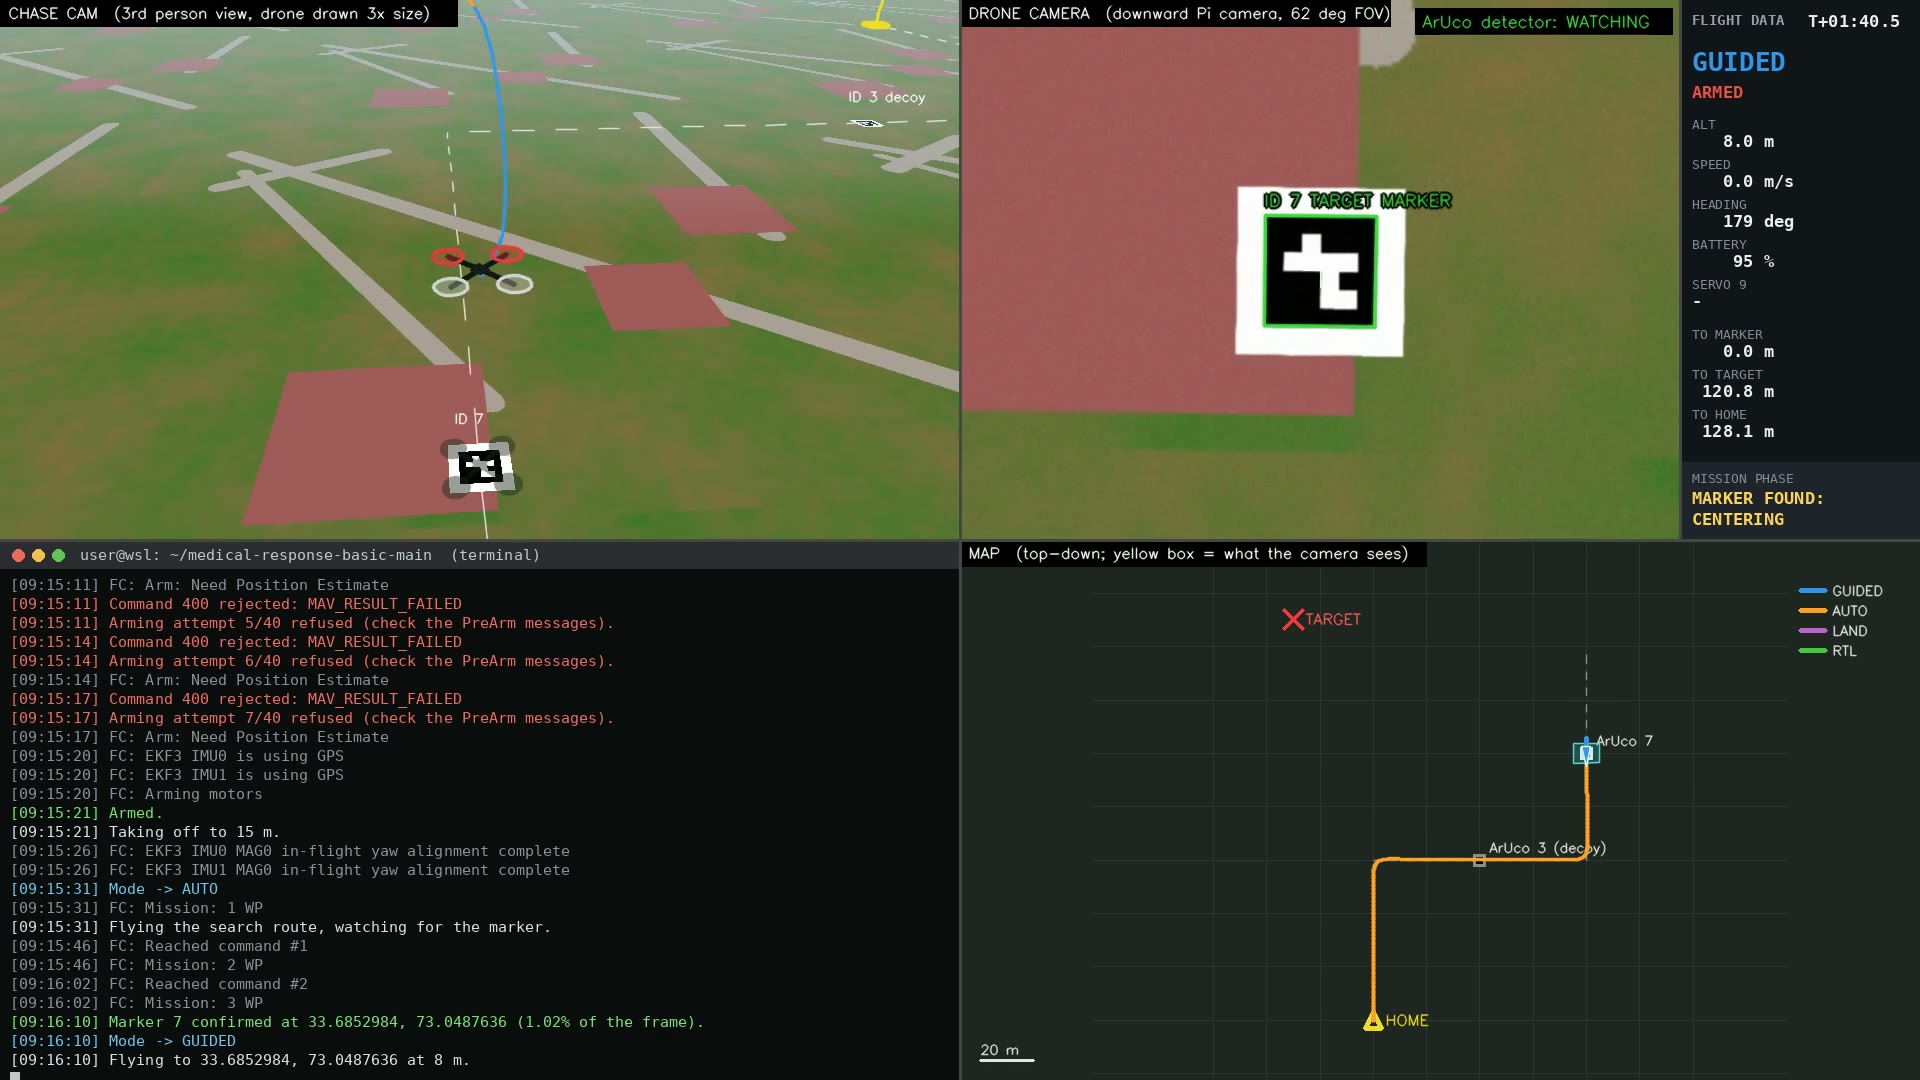 CHASE CAM (3rd person view, drone drawn 3x size)
ID 3 decoy
ID 7
DRONE CAMERA (downward Pi camera, 62 deg FOV)
ArUco detector: WATCHING
ID 7 TARGET MARKER
FLIGHT DATA T+01:40.5
GUIDED
ARMED
ALT
8.0 m
SPEED
0.0 m/s
HEADING
179 deg
BATTERY
95 %
SERVO 9
-
TO MARKER
0.0 m
TO TARGET
120.8 m
TO HOME
128.1 m
MISSION PHASE
MARKER FOUND:
CENTERING
user@wsl: ~/medical-response-basic-main (terminal)
[09:15:11] FC: Arm: Need Position Estimate
[09:15:11] Command 400 rejected: MAV_RESULT_FAILED
[09:15:11] Arming attempt 5/40 refused (check the PreArm messages).
[09:15:14] Command 400 rejected: MAV_RESULT_FAILED
[09:15:14] Arming attempt 6/40 refused (check the PreArm messages).
[09:15:14] FC: Arm: Need Position Estimate
[09:15:17] Command 400 rejected: MAV_RESULT_FAILED
[09:15:17] Arming attempt 7/40 refused (check the PreArm messages).
[09:15:17] FC: Arm: Need Position Estimate
[09:15:20] FC: EKF3 IMU0 is using GPS
[09:15:20] FC: EKF3 IMU1 is using GPS
[09:15:20] FC: Arming motors
[09:15:21] Armed.
[09:15:21] Taking off to 15 m.
[09:15:26] FC: EKF3 IMU0 MAG0 in-flight yaw alignment complete
[09:15:26] FC: EKF3 IMU1 MAG0 in-flight yaw alignment complete
[09:15:31] Mode -> AUTO
[09:15:31] FC: Mission: 1 WP
[09:15:31] Flying the search route, watching for the marker.
[09:15:46] FC: Reached command #1
[09:15:46] FC: Mission: 2 WP
[09:16:02] FC: Reached command #2
[09:16:02] FC: Mission: 3 WP
[09:16:10] Marker 7 confirmed at 33.6852984, 73.0487636 (1.02% of the frame).
[09:16:10] Mode -> GUIDED
[09:16:10] Flying to 33.6852984, 73.0487636 at 8 m.
MAP (top-down; yellow box = what the camera sees)
GUIDED
AUTO
LAND
RTL
TARGET
ArUco 7
ArUco 3 (decoy)
HOME
20 m